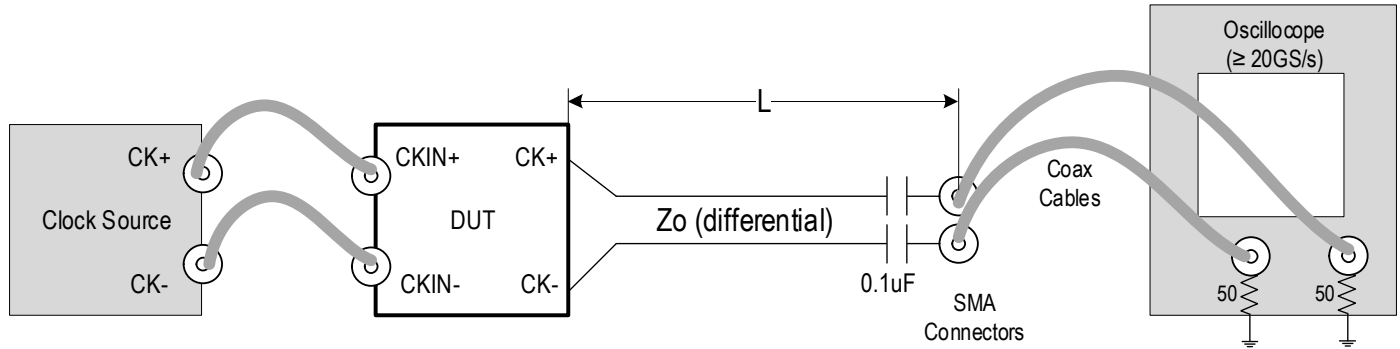 Oscillocope
(≥ 20GS/s)
L
CK+
CKIN+
CK+
Clock Source
DUT
Zo (differential)
Coax
Cables
CK-
CKIN-
CK-
0.1uF
SMA
Connectors
50
50